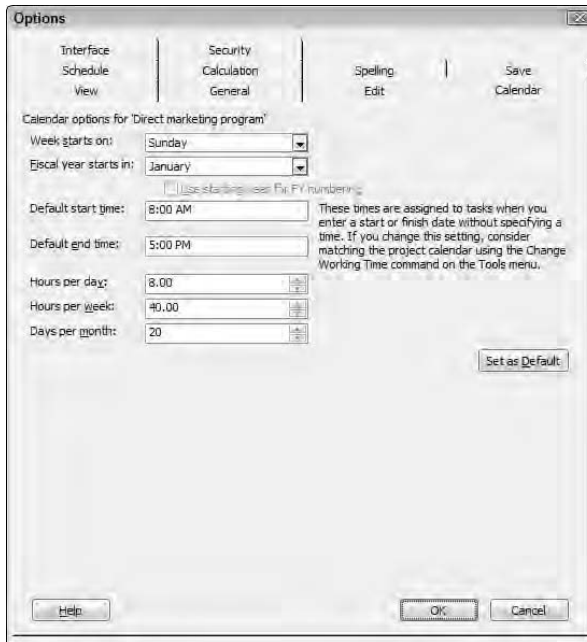 Options
Interface Security
Schedule Calculation Spelling Save
View General Edit Calendar
Calendar options for 'Direct marketing program'
Week starts on: Sunday
Fiscal year starts in: January
Use starting year for FY numbering
Default start time: 8:00 AM
These times are assigned to tasks when you
enter a start or finish date without specifying a
time. If you change this setting, consider
matching the project calendar using the Change
Working Time command on the Tools menu.
Default end time: 5:00 PM
Hours per day: 8.00
Hours per week: 40.00
Days per month: 20
Set as Default
Help OK Cancel